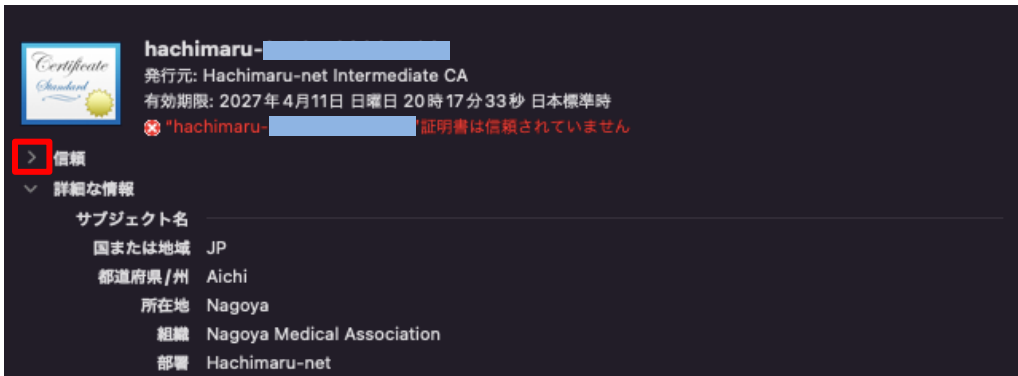 Certificate
Standard
hachimaru-
発行元: Hachimaru-net Intermediate CA
有効期限: 2027年4月11日 日曜日 20時17分33秒 日本標準時
"hachimaru-
"証明書は信頼されていません
信頼
詳細な情報
サブジェクト名
国または地域 JP
都道府県/州 Aichi
所在地 Nagoya
組織 Nagoya Medical Association
部署 Hachimaru-net